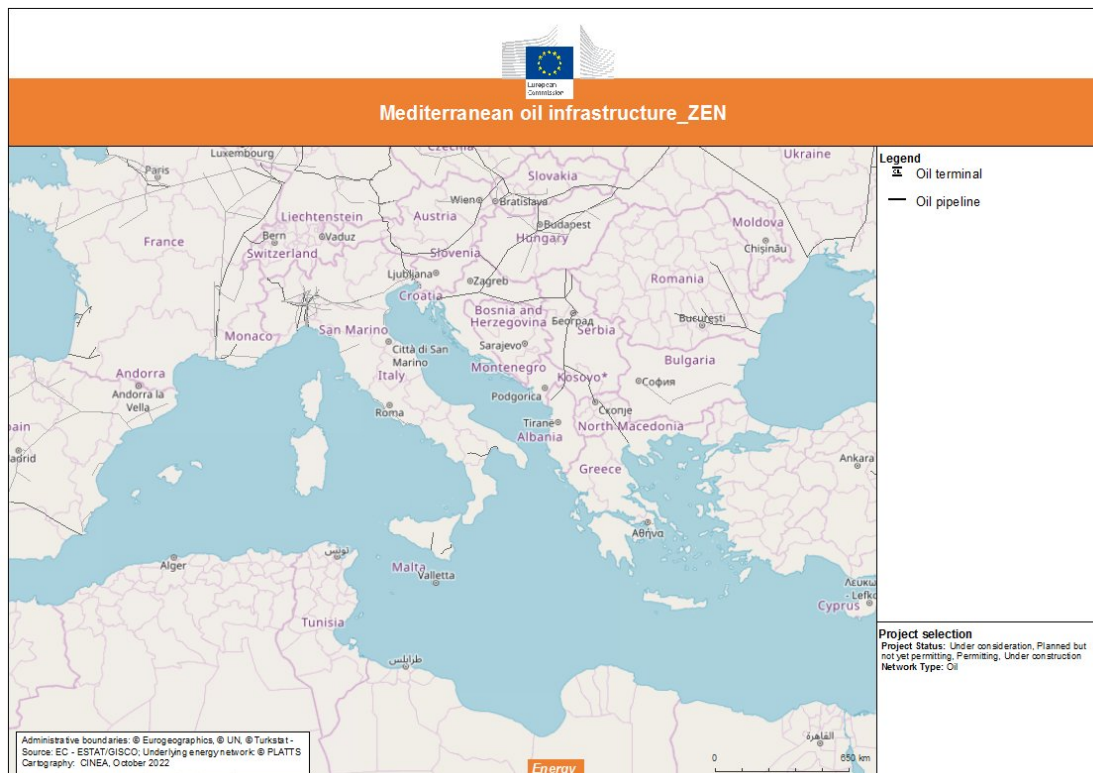 European
Commission
Mediterranean oil infrastructure_ZEN
Legend
Oil terminal
Oil pipeline
Luxembourg
Czechia
Ukraine
Paris
Slovakia
Wien
Bratislava
Liechtenstein
Austria
Moldova
Budapest
France
Bern
Vaduz
Hungary
Chișinău
Switzerland
Slovenia
Ljubljana
Zagreb
Romania
Croatia
Bosnia and
Herzegovina
Београд
București
San Marino
Serbia
Monaco
Sarajevo
Città di San
Marino
Bulgaria
Andorra
Italy
Montenegro
Kosovo*
София
Andorra la
Vella
Podgorica
Roma
Скопје
Tiranë
North Macedonia
Albania
Ankara
Greece
Αθήνα
تونس
Alger
Malta
Valletta
Cyprus
Tunisia
طرابلس
القاهرة
Project selection
Project Status: Under consideration, Planned but
not yet permitting, Permitting, Under construction
Network Type: Oil
Administrative boundaries: © Eurogeographics, © UN, © Turkstat -
Source: EC - ESTAT/GISCO; Underlying energy network: © PLATTS
Cartography: CINEA, October 2022
Energy
0 650 km